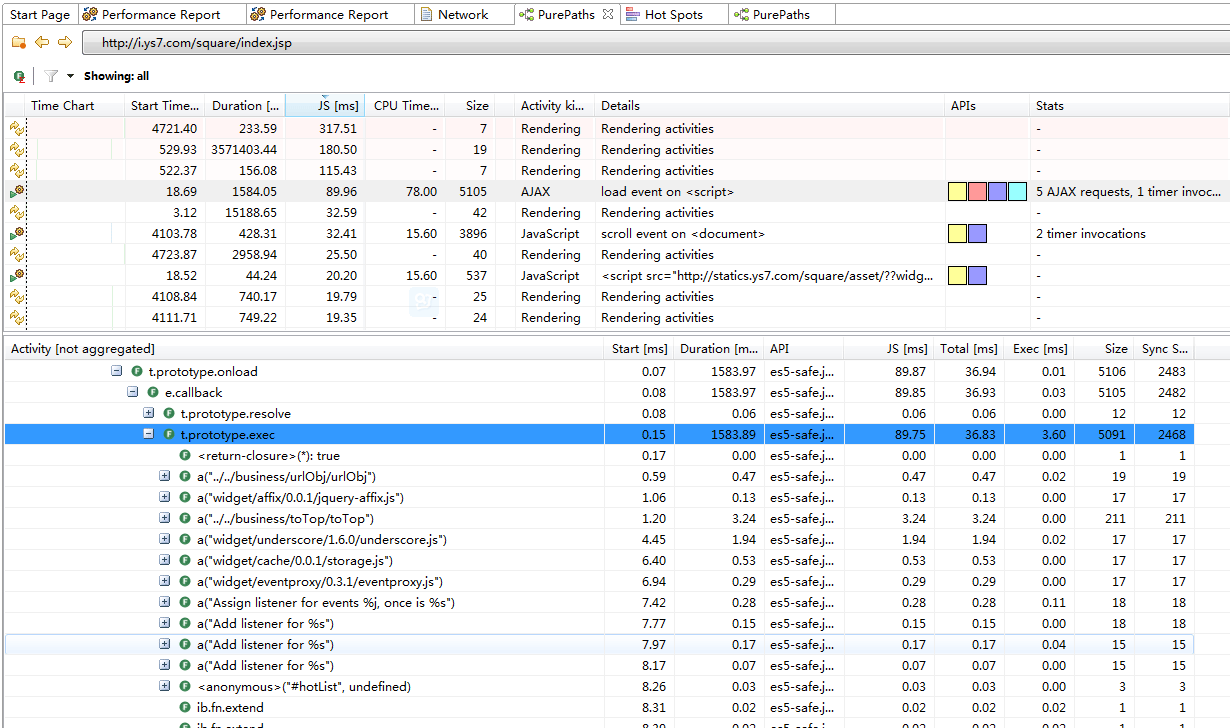 Start Page Performance Report Performance Report Network PurePaths Hot Spots PurePaths
http://i.ys7.com/square/index.jsp
Showing: all
Time Chart Start Time... Duration [... JS [ms] CPU Time... Size Activity ki... Details APIs Stats
4721.40 233.59 317.51 - 7 Rendering Rendering activities -
529.93 3571403.44 180.50 - 19 Rendering Rendering activities -
522.37 156.08 115.43 - 7 Rendering Rendering activities -
18.69 1584.05 89.96 78.00 5105 AJAX load event on <script> 5 AJAX requests, 1 timer invoc...
3.12 15188.65 32.59 - 42 Rendering Rendering activities -
4103.78 428.31 32.41 15.60 3896 JavaScript scroll event on <document> 2 timer invocations
4723.87 2958.94 25.50 - 40 Rendering Rendering activities -
18.52 44.24 20.20 15.60 537 JavaScript <script src="http://statics.ys7.com/square/asset/??widg... -
4108.84 740.17 19.79 - 25 Rendering Rendering activities -
4111.71 749.22 19.35 - 24 Rendering Rendering activities -
Activity [not aggregated] Start [ms] Duration [m... API JS [ms] Total [ms] Exec [ms] Size Sync S...
t.prototype.onload 0.07 1583.97 es5-safe.j... 89.87 36.94 0.01 5106 2483
e.callback 0.08 1583.97 es5-safe.j... 89.85 36.93 0.03 5105 2482
t.prototype.resolve 0.08 0.06 es5-safe.j... 0.06 0.06 0.00 12 12
t.prototype.exec 0.15 1583.89 es5-safe.j... 89.75 36.83 3.60 5091 2468
<return-closure>(*): true 0.17 0.00 es5-safe.j... 0.00 0.00 0.00 1 1
a("../../business/urlObj/urlObj") 0.59 0.47 es5-safe.j... 0.47 0.47 0.02 19 19
a("widget/affix/0.0.1/jquery-affix.js") 1.06 0.13 es5-safe.j... 0.13 0.13 0.00 17 17
a("../../business/toTop/toTop") 1.20 3.24 es5-safe.j... 3.24 3.24 0.00 211 211
a("widget/underscore/1.6.0/underscore.js") 4.45 1.94 es5-safe.j... 1.94 1.94 0.02 17 17
a("widget/cache/0.0.1/storage.js") 6.40 0.53 es5-safe.j... 0.53 0.53 0.00 17 17
a("widget/eventproxy/0.3.1/eventproxy.js") 6.94 0.29 es5-safe.j... 0.29 0.29 0.00 17 17
a("Assign listener for events %j, once is %s") 7.42 0.28 es5-safe.j... 0.28 0.28 0.11 18 18
a("Add listener for %s") 7.77 0.15 es5-safe.j... 0.15 0.15 0.00 18 18
a("Add listener for %s") 7.97 0.17 es5-safe.j... 0.17 0.17 0.04 15 15
a("Add listener for %s") 8.17 0.07 es5-safe.j... 0.07 0.07 0.00 15 15
<anonymous>("#hotList", undefined) 8.26 0.03 es5-safe.j... 0.03 0.03 0.00 3 3
ib.fn.extend 8.31 0.02 es5-safe.j... 0.02 0.02 0.00 1 1